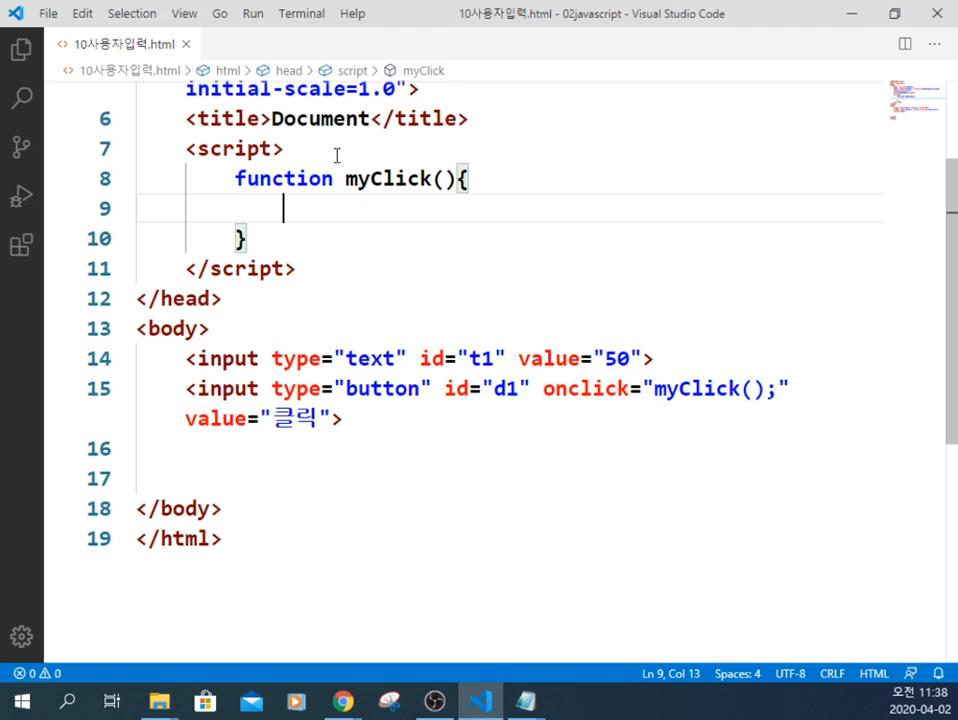 File Edit Selection View Go Run Terminal Help 10사용자입력.html - 02javascript - Visual Studio Code
<> 10사용자입력.html ×
<> 10사용자입력.html > html > head > script > myClick
initial-scale=1.0">
6 <title>Document</title>
7 <script>
8 function myClick(){
9
10 }
11 </script>
12 </head>
13 <body>
14 <input type="text" id="t1" value="50">
15 <input type="button" id="d1" onclick="myClick();"
value="클릭">
16
17
18 </body>
19 </html>
0 0 Ln 9, Col 13 Spaces: 4 UTF-8 CRLF HTML
오전 11:38
2020-04-02